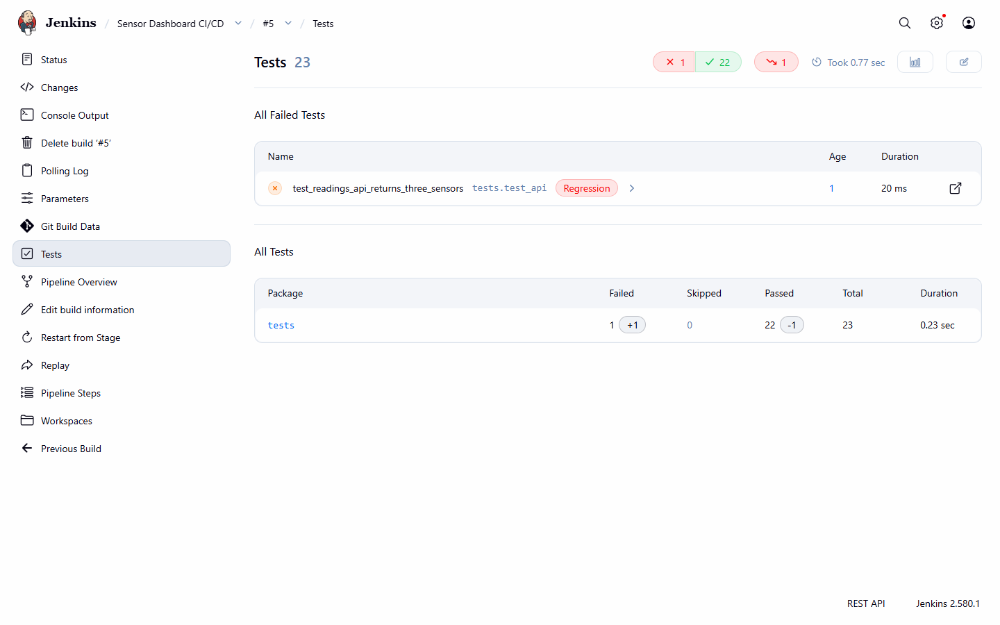 Jenkins / Sensor Dashboard CI/CD / #5 / Tests
Status
Changes
Console Output
Delete build ‘#5’
Polling Log
Parameters
Git Build Data
Tests
Pipeline Overview
Edit build information
Restart from Stage
Replay
Pipeline Steps
Workspaces
Previous Build
Tests 23
1 22 1 Took 0.77 sec
All Failed Tests
Name Age Duration
test_readings_api_returns_three_sensors tests.test_api Regression 1 20 ms
All Tests
Package Failed Skipped Passed Total Duration
tests 1 +1 0 22 -1 23 0.23 sec
REST API Jenkins 2.580.1